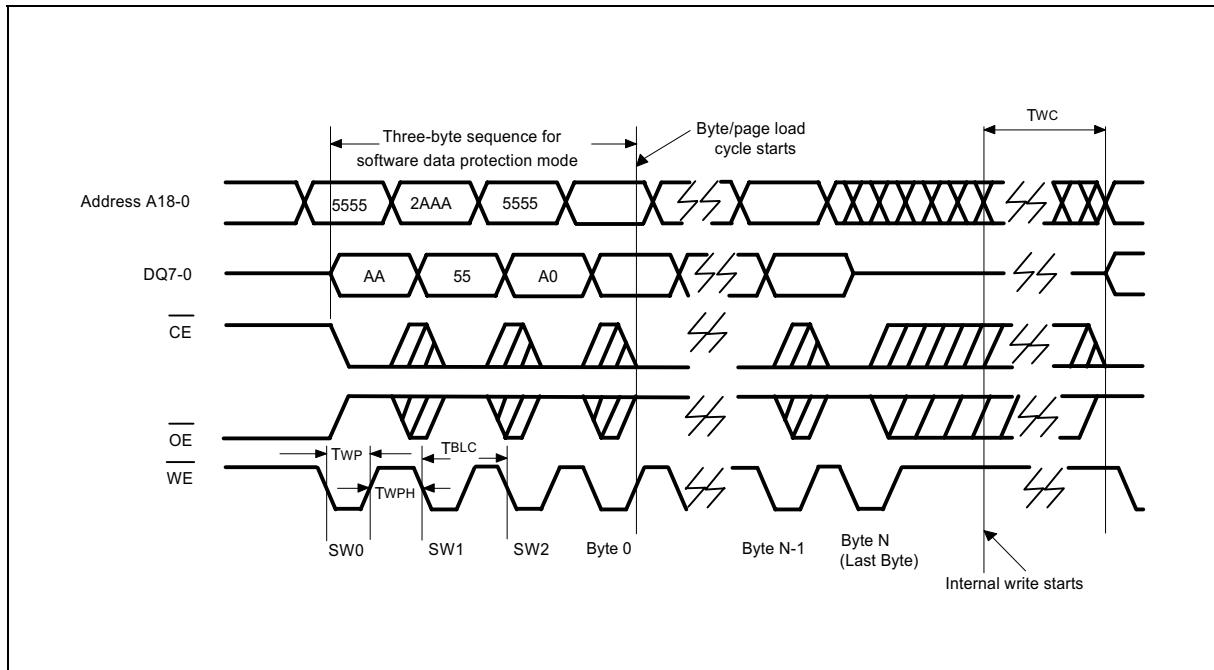 Three-byte sequence for
software data protection mode
Byte/page load
cycle starts
TWC
Address A18-0
5555
2AAA
5555
DQ7-0
AA
55
A0
CE
OE
TWP
TBLC
WE
TWPH
SW0
SW1
SW2
Byte 0
Byte N-1
Byte N
(Last Byte)
Internal write starts